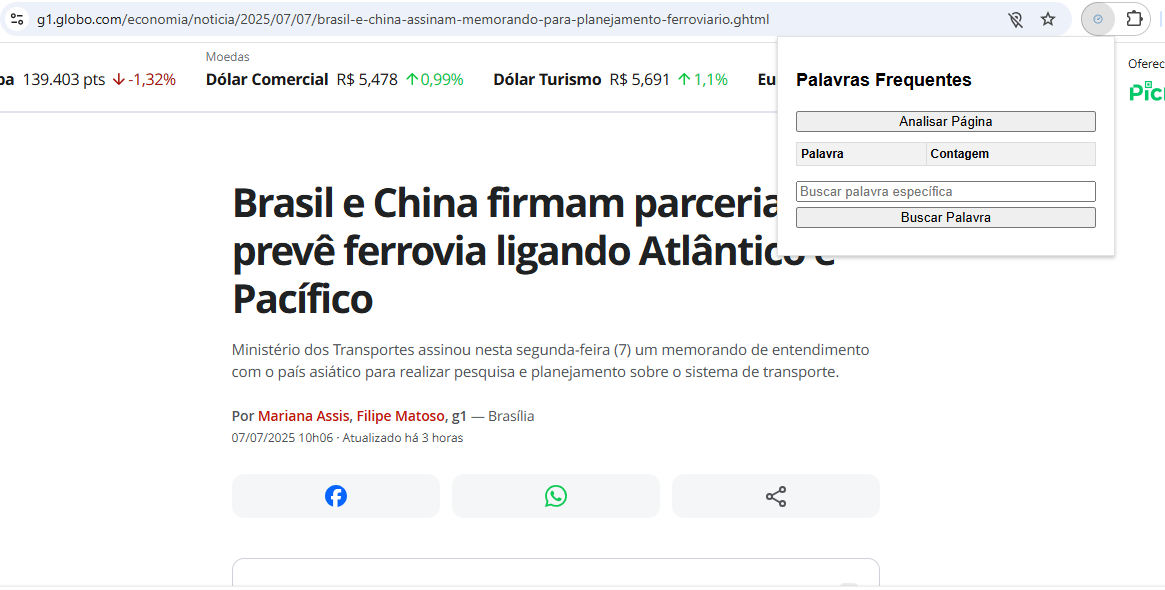 g1.globo.com/economia/noticia/2025/07/07/brasil-e-china-assinam-memorando-para-planejamento-ferroviario.ghtml
Moedas
139.403 pts -1,32% Dólar Comercial R$ 5,478 0,99% Dólar Turismo R$ 5,691 1,1%
Palavras Frequentes
Analisar Página
Palavra Contagem
Buscar palavra específica
Buscar Palavra
Brasil e China firmam parceria
prevê ferrovia ligando Atlântico e
Pacífico
Ministério dos Transportes assinou nesta segunda-feira (7) um memorando de entendimento
com o país asiático para realizar pesquisa e planejamento sobre o sistema de transporte.
Por Mariana Assis, Filipe Matoso, g1 — Brasília
07/07/2025 10h06 · Atualizado há 3 horas